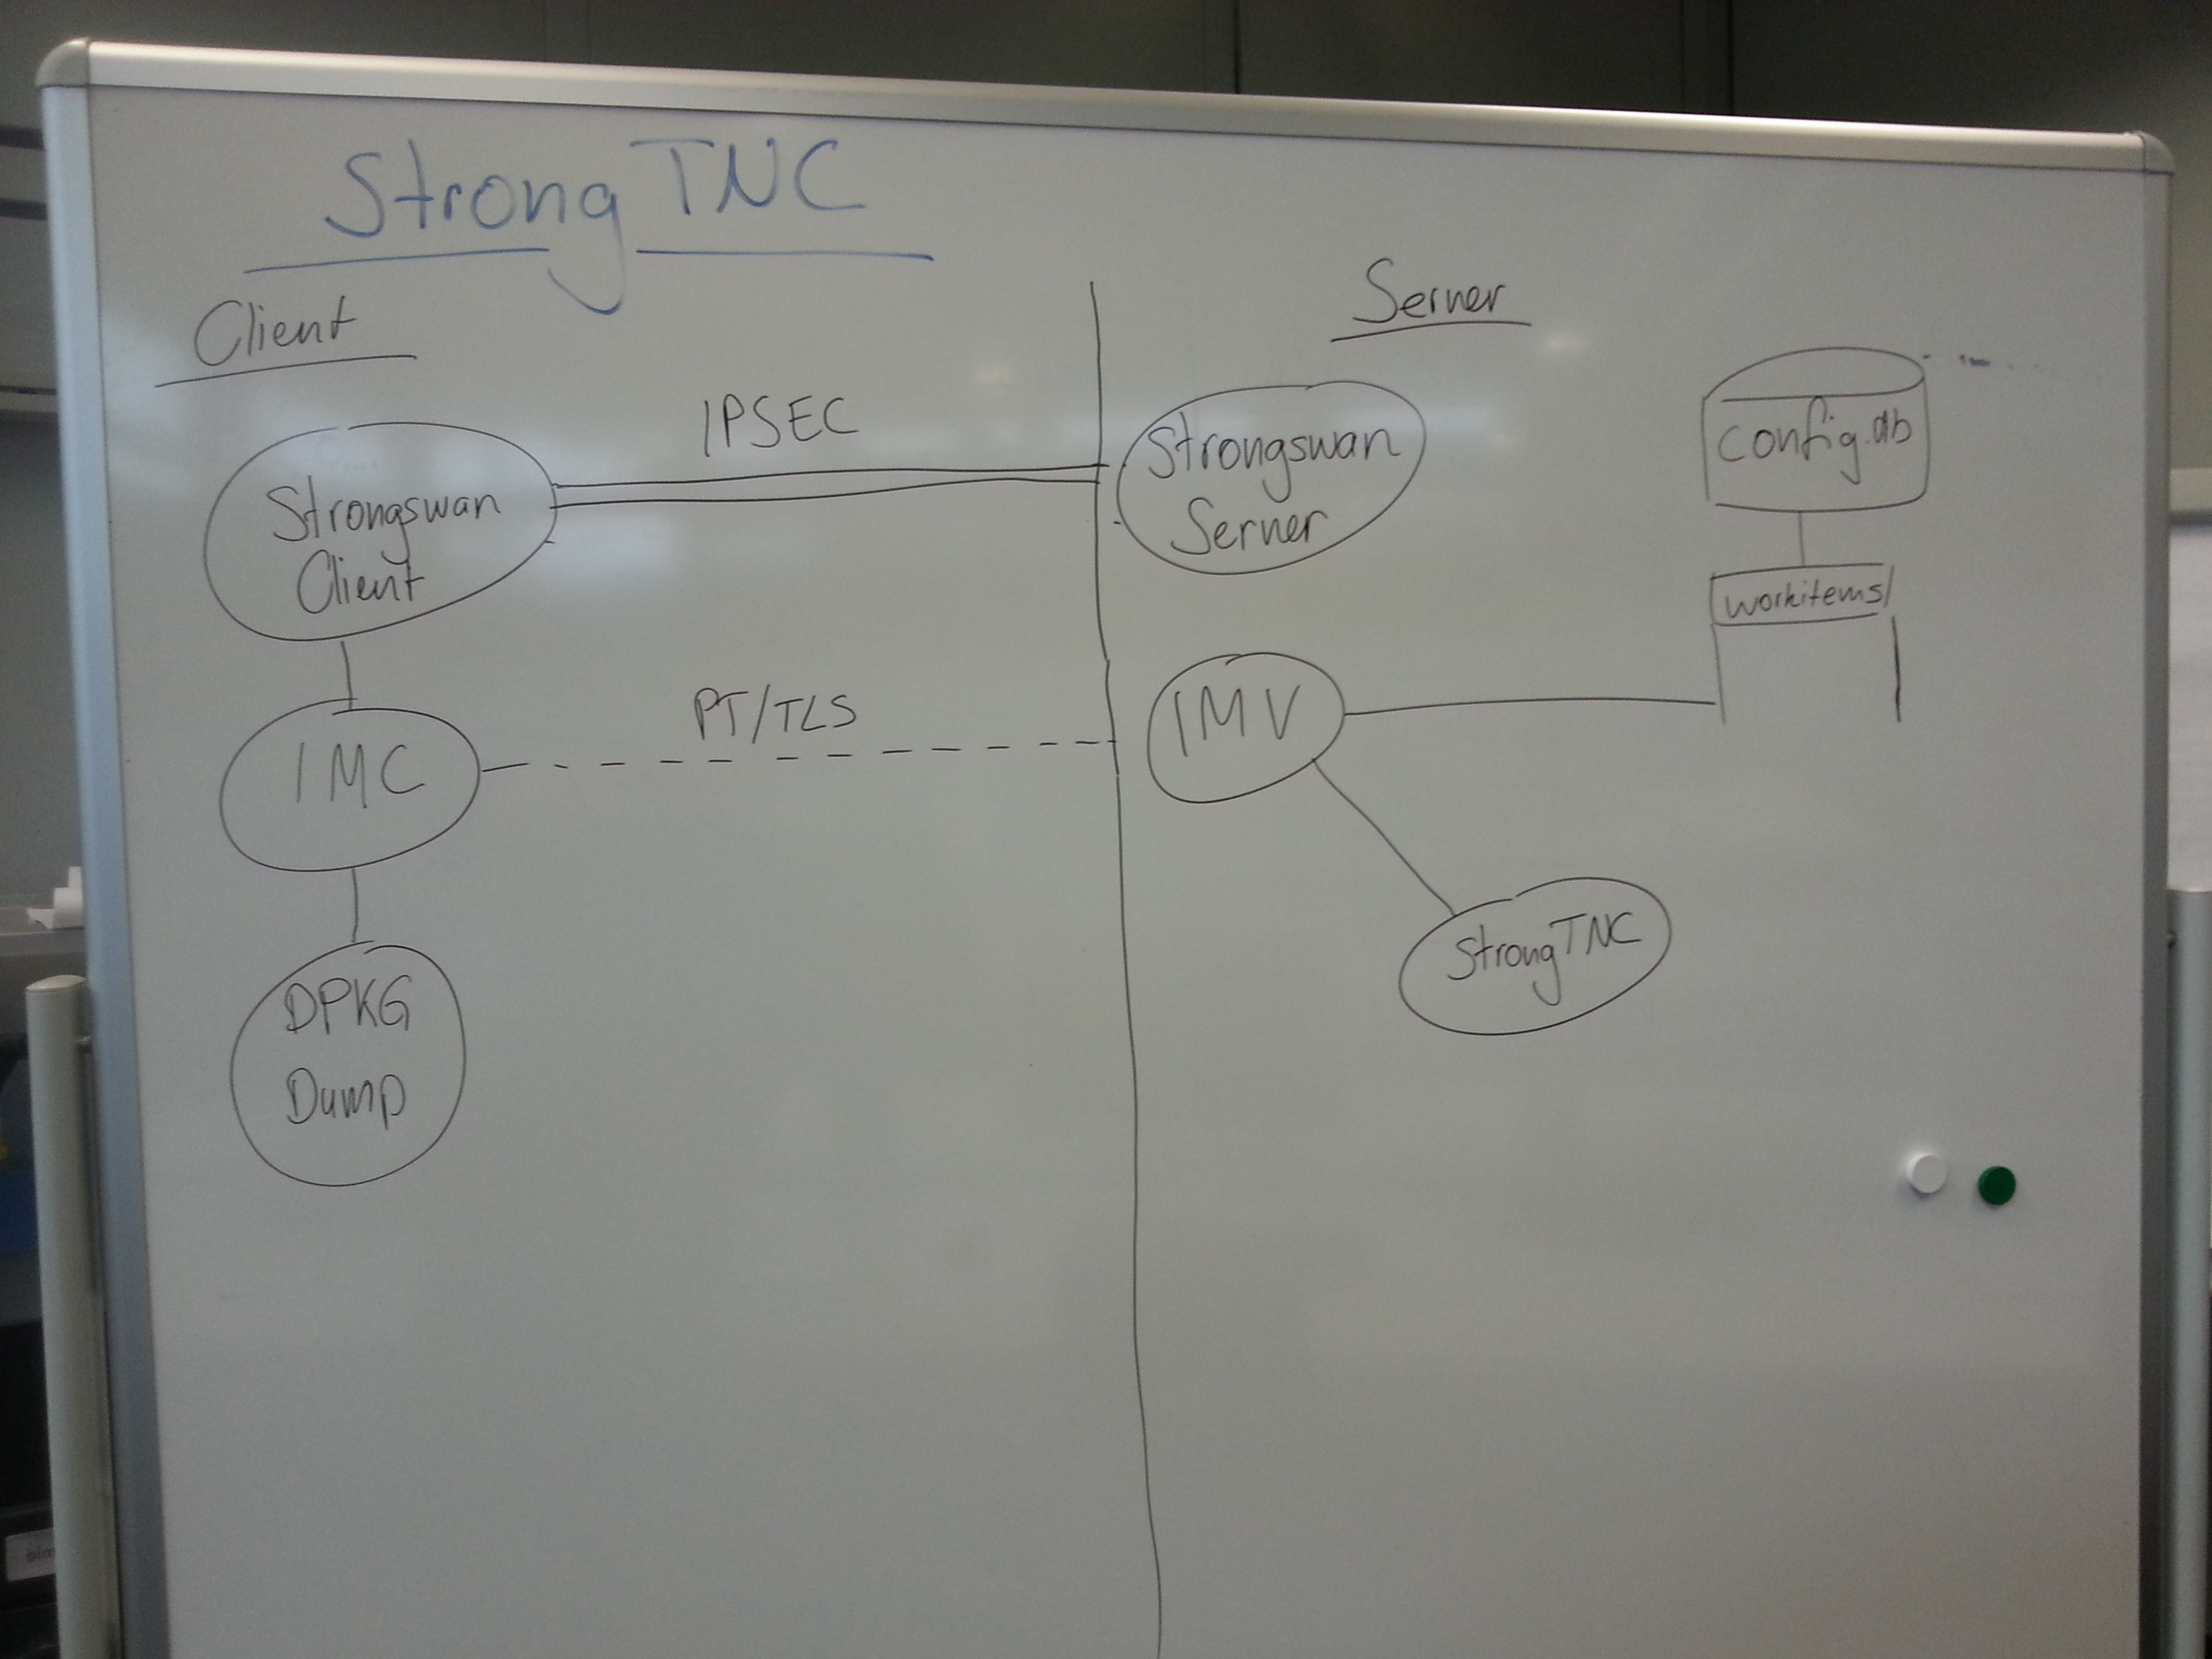 StrongTNC
Client
Server
IPSEC
Strongswan
Client
Strongswan
Server
config.db
workitems
IMC
PT/TLS
IMV
StrongTNC
DPKG
Dump